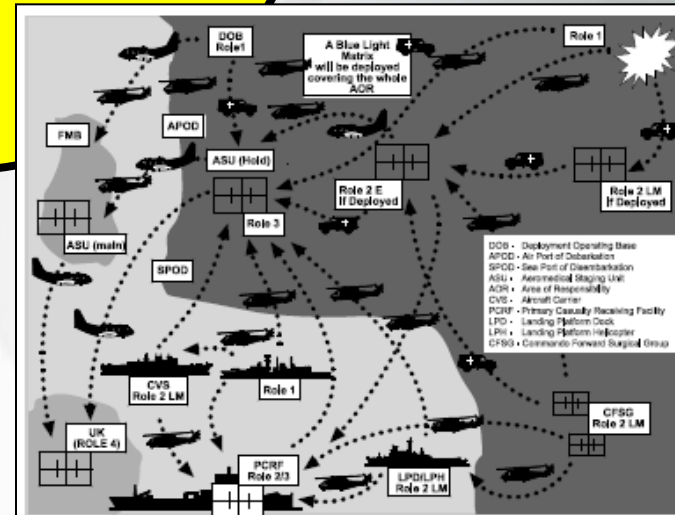 DOB
Role1
A Blue Light
Matrix
will be deployed
covering the whole
AOR
Role 1
FMB
APOD
ASU (Hold)
Role 2 E
If Deployed
Role 2 LM
If Deployed
Role 3
ASU (main)
SPOD
DOB - Deployment Operating Base
APOD - Air Port of Debarkation
SPOD - Sea Port of Disembarkation
ASU - Aeromedical Staging Unit
AOR - Area of Responsibility
CVS - Aircraft Carrier
PCRF - Primary Casualty Receiving Facility
LPD - Landing Platform Dock
LPH - Landing Platform Helicopter
CFSG - Commando Forward Surgical Group
CVS
Role 2 LM
Role 1
CFSG
Role 2 LM
UK
(ROLE 4)
PCRF
Role 2/3
LPD/LPH
Role 2 LM